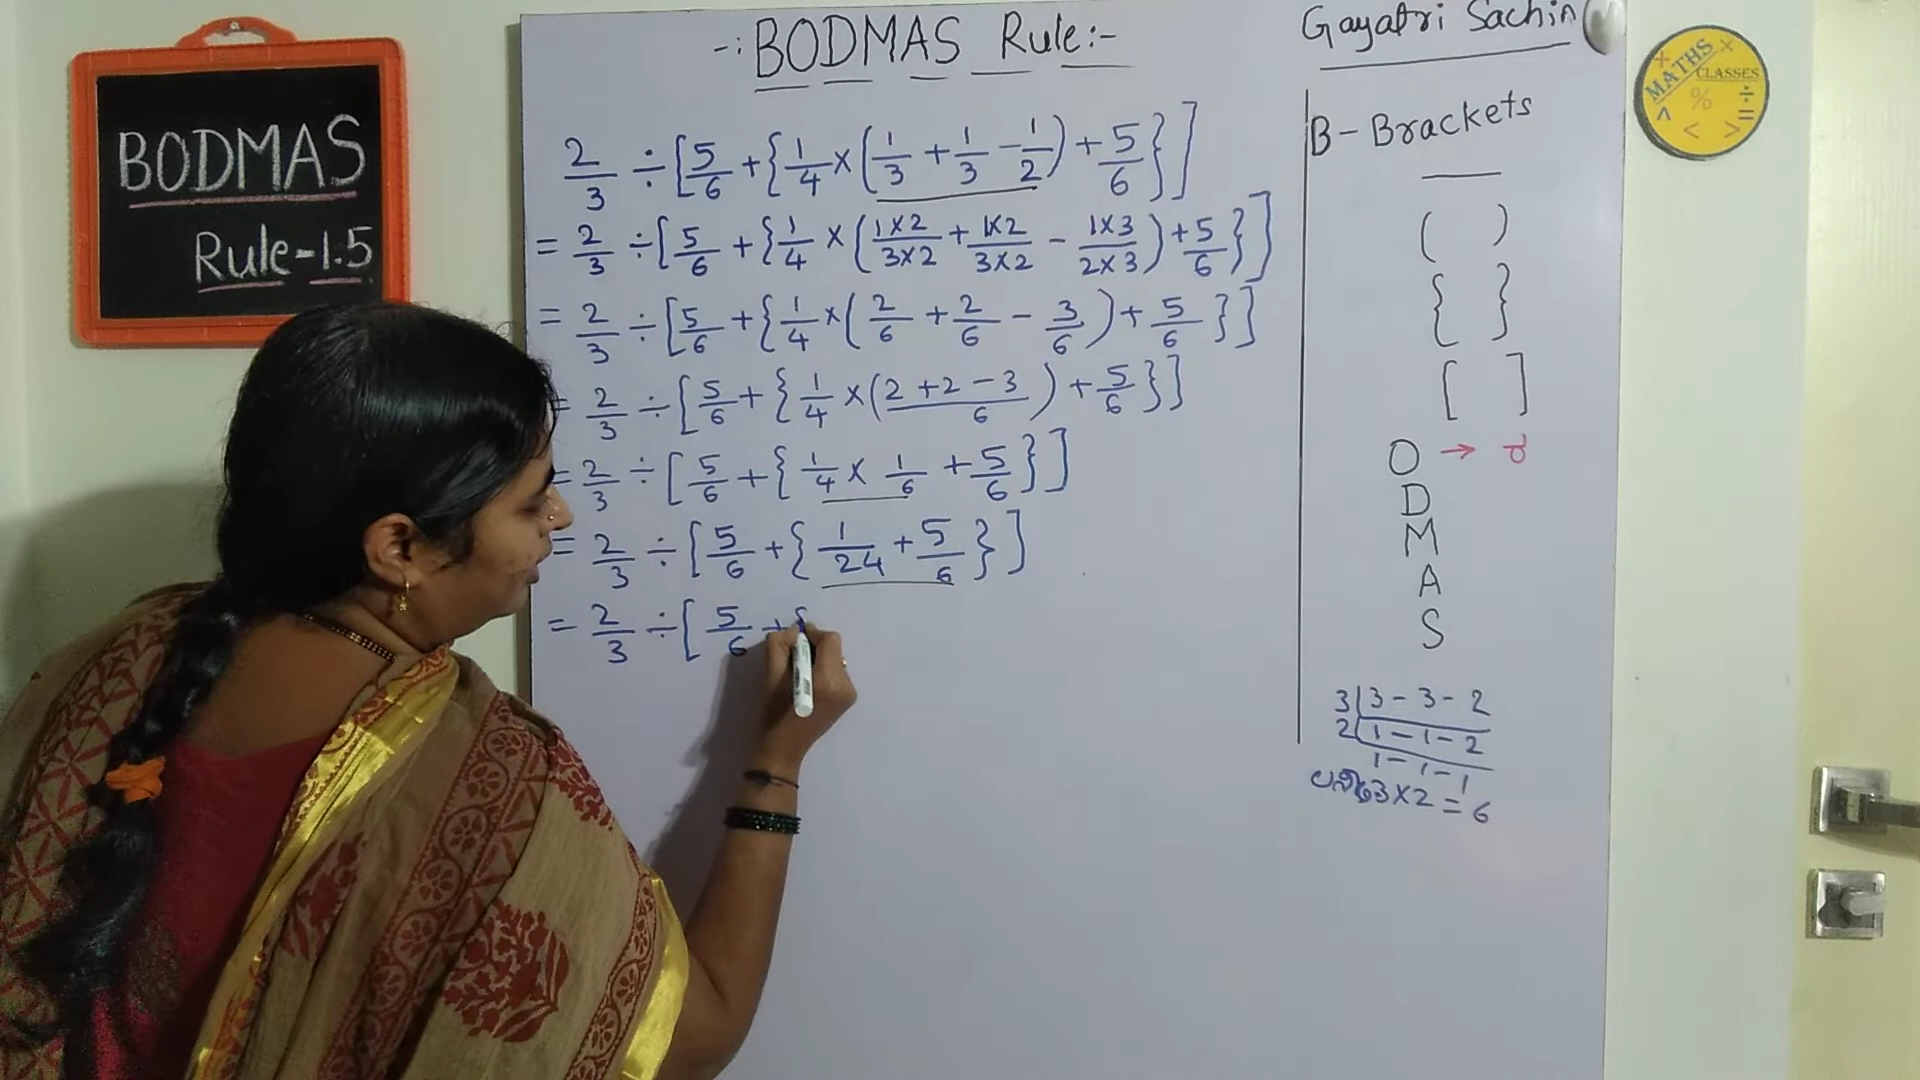 BODMAS
Rule-1.5
-: BODMAS Rule:-
2/3 ÷ [5/6 + {1/4 × (1/3 + 1/3 - 1/2) + 5/6}]
= 2/3 ÷ [5/6 + {1/4 × (1×2/3×2 + 1×2/3×2 - 1×3/2×3) + 5/6}]
= 2/3 ÷ [5/6 + {1/4 × (2/6 + 2/6 - 3/6) + 5/6}]
= 2/3 ÷ [5/6 + {1/4 × (2+2-3/6) + 5/6}]
= 2/3 ÷ [5/6 + {1/4 × 1/6 + 5/6}]
= 2/3 ÷ [5/6 + {1/24 + 5/6}]
= 2/3 ÷ [5/6 +
Gayatri Sachin
B - Brackets
( )
{ }
[ ]
O →
D
M
A
S
3 | 3 - 3 - 2
2 | 1 - 1 - 2
1 - 1 - 1
3×2 = 6
MATHS
CLASSES
× + % ÷ = < > ^